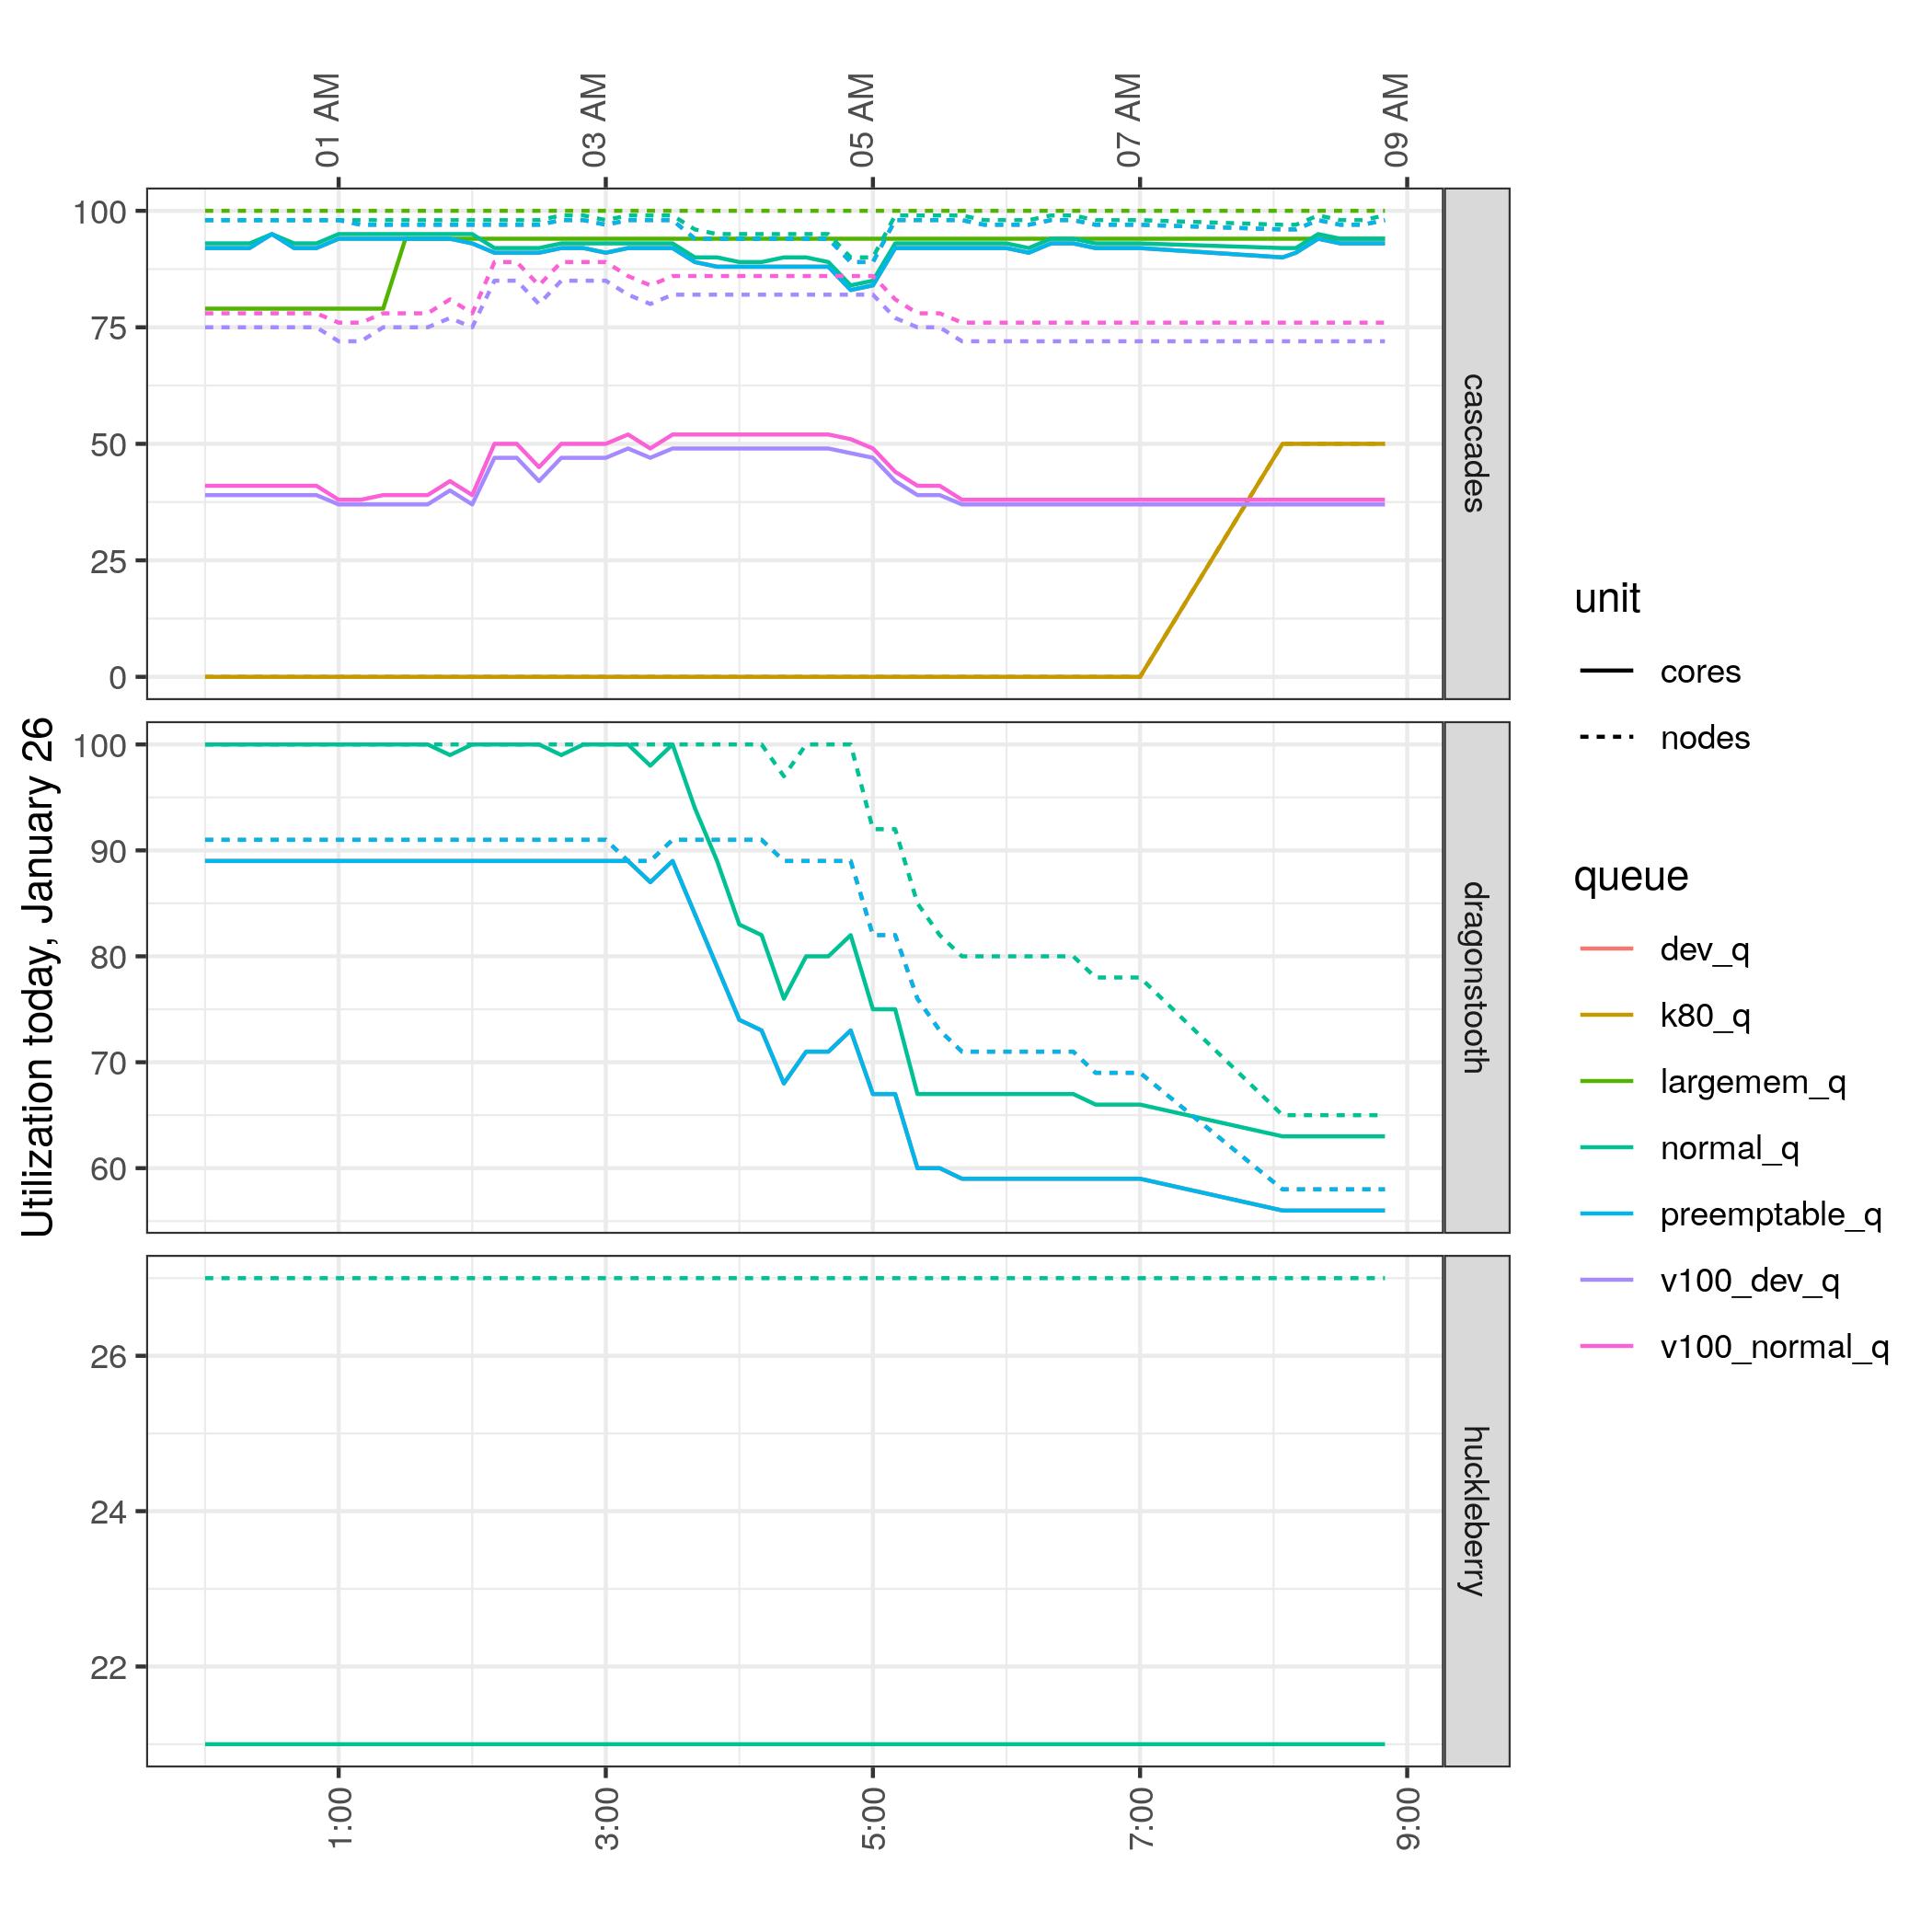 01 AM
03 AM
05 AM
07 AM
09 AM
Utilization today, January 26
100
75
50
25
0
cascades
100
90
80
70
60
dragonstooth
26
24
22
huckleberry
1:00
3:00
5:00
7:00
9:00
unit
cores
nodes
queue
dev_q
k80_q
largemem_q
normal_q
preemptable_q
v100_dev_q
v100_normal_q